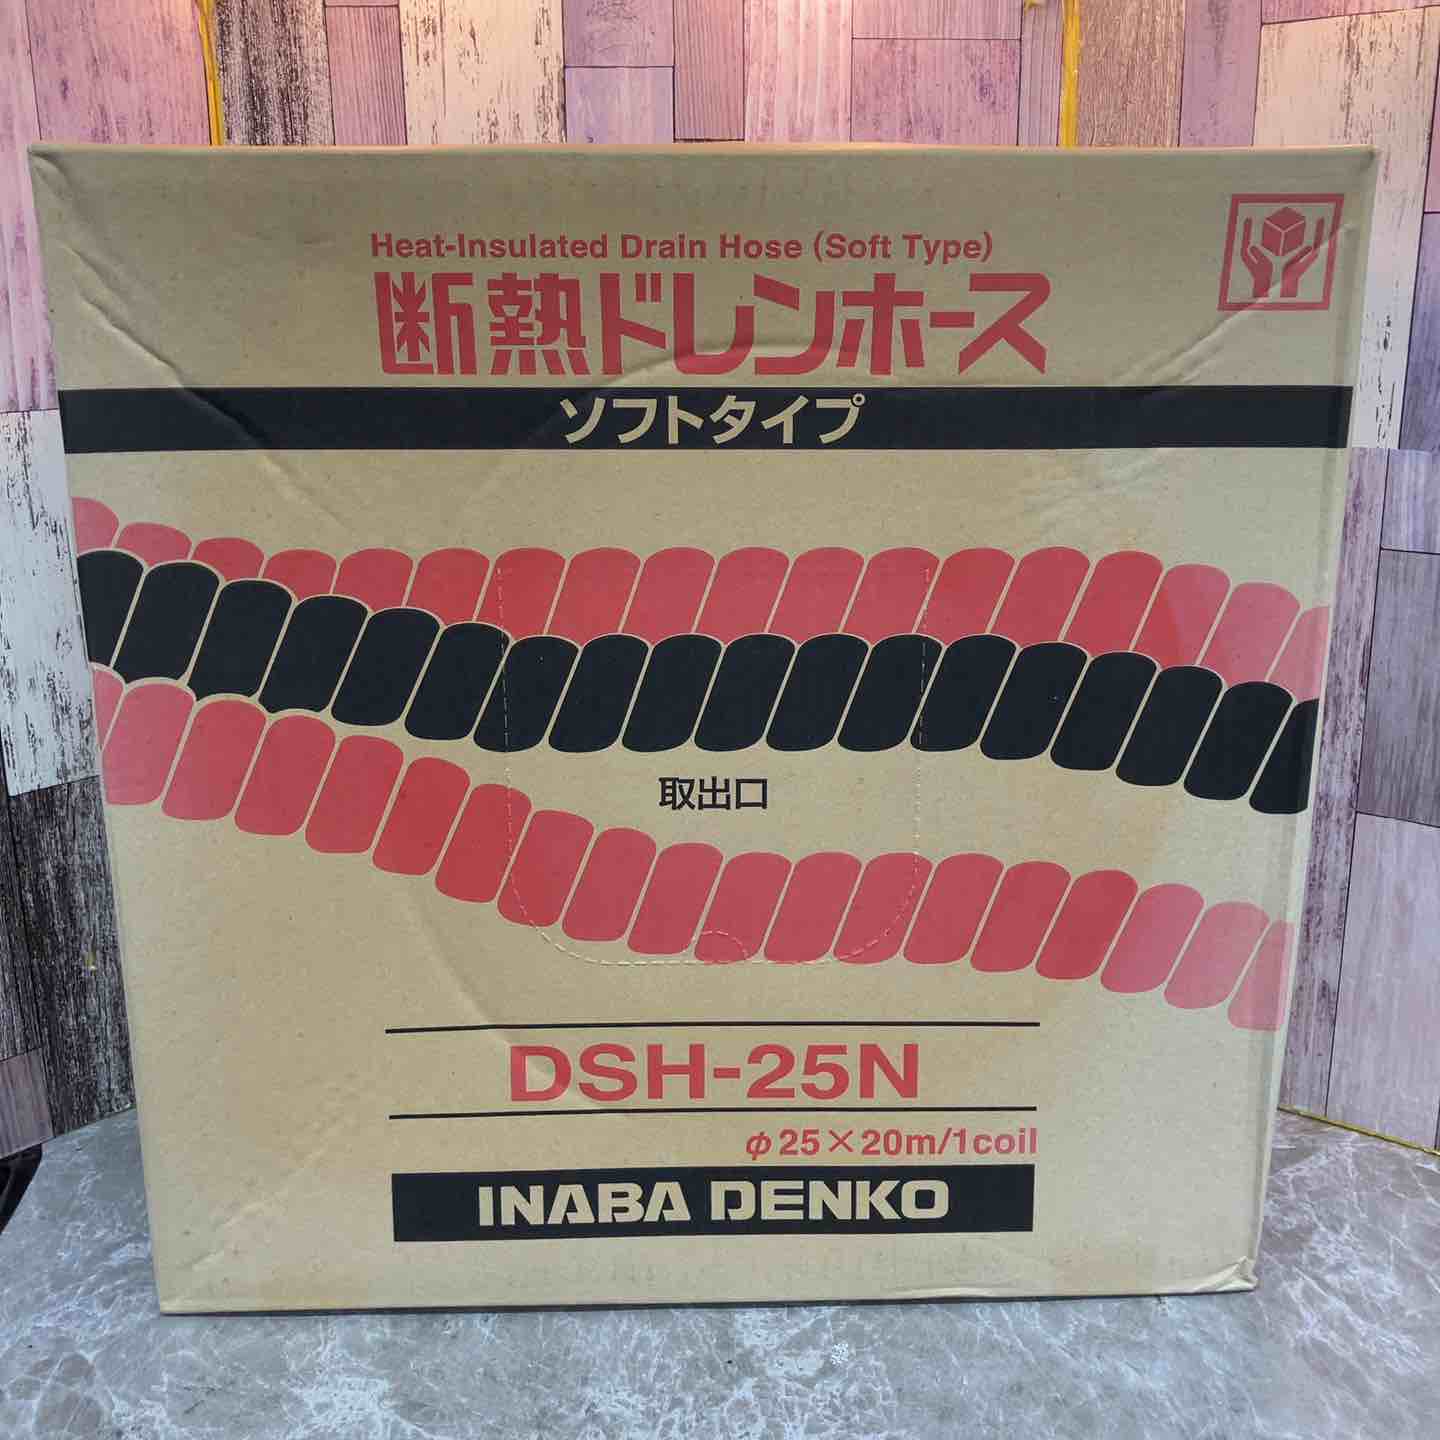 Heat-Insulated Drain Hose (Soft Type)
断熱ドレンホース
ソフトタイプ
取出口
DSH-25N
φ25×20m/1coil
INABA DENKO